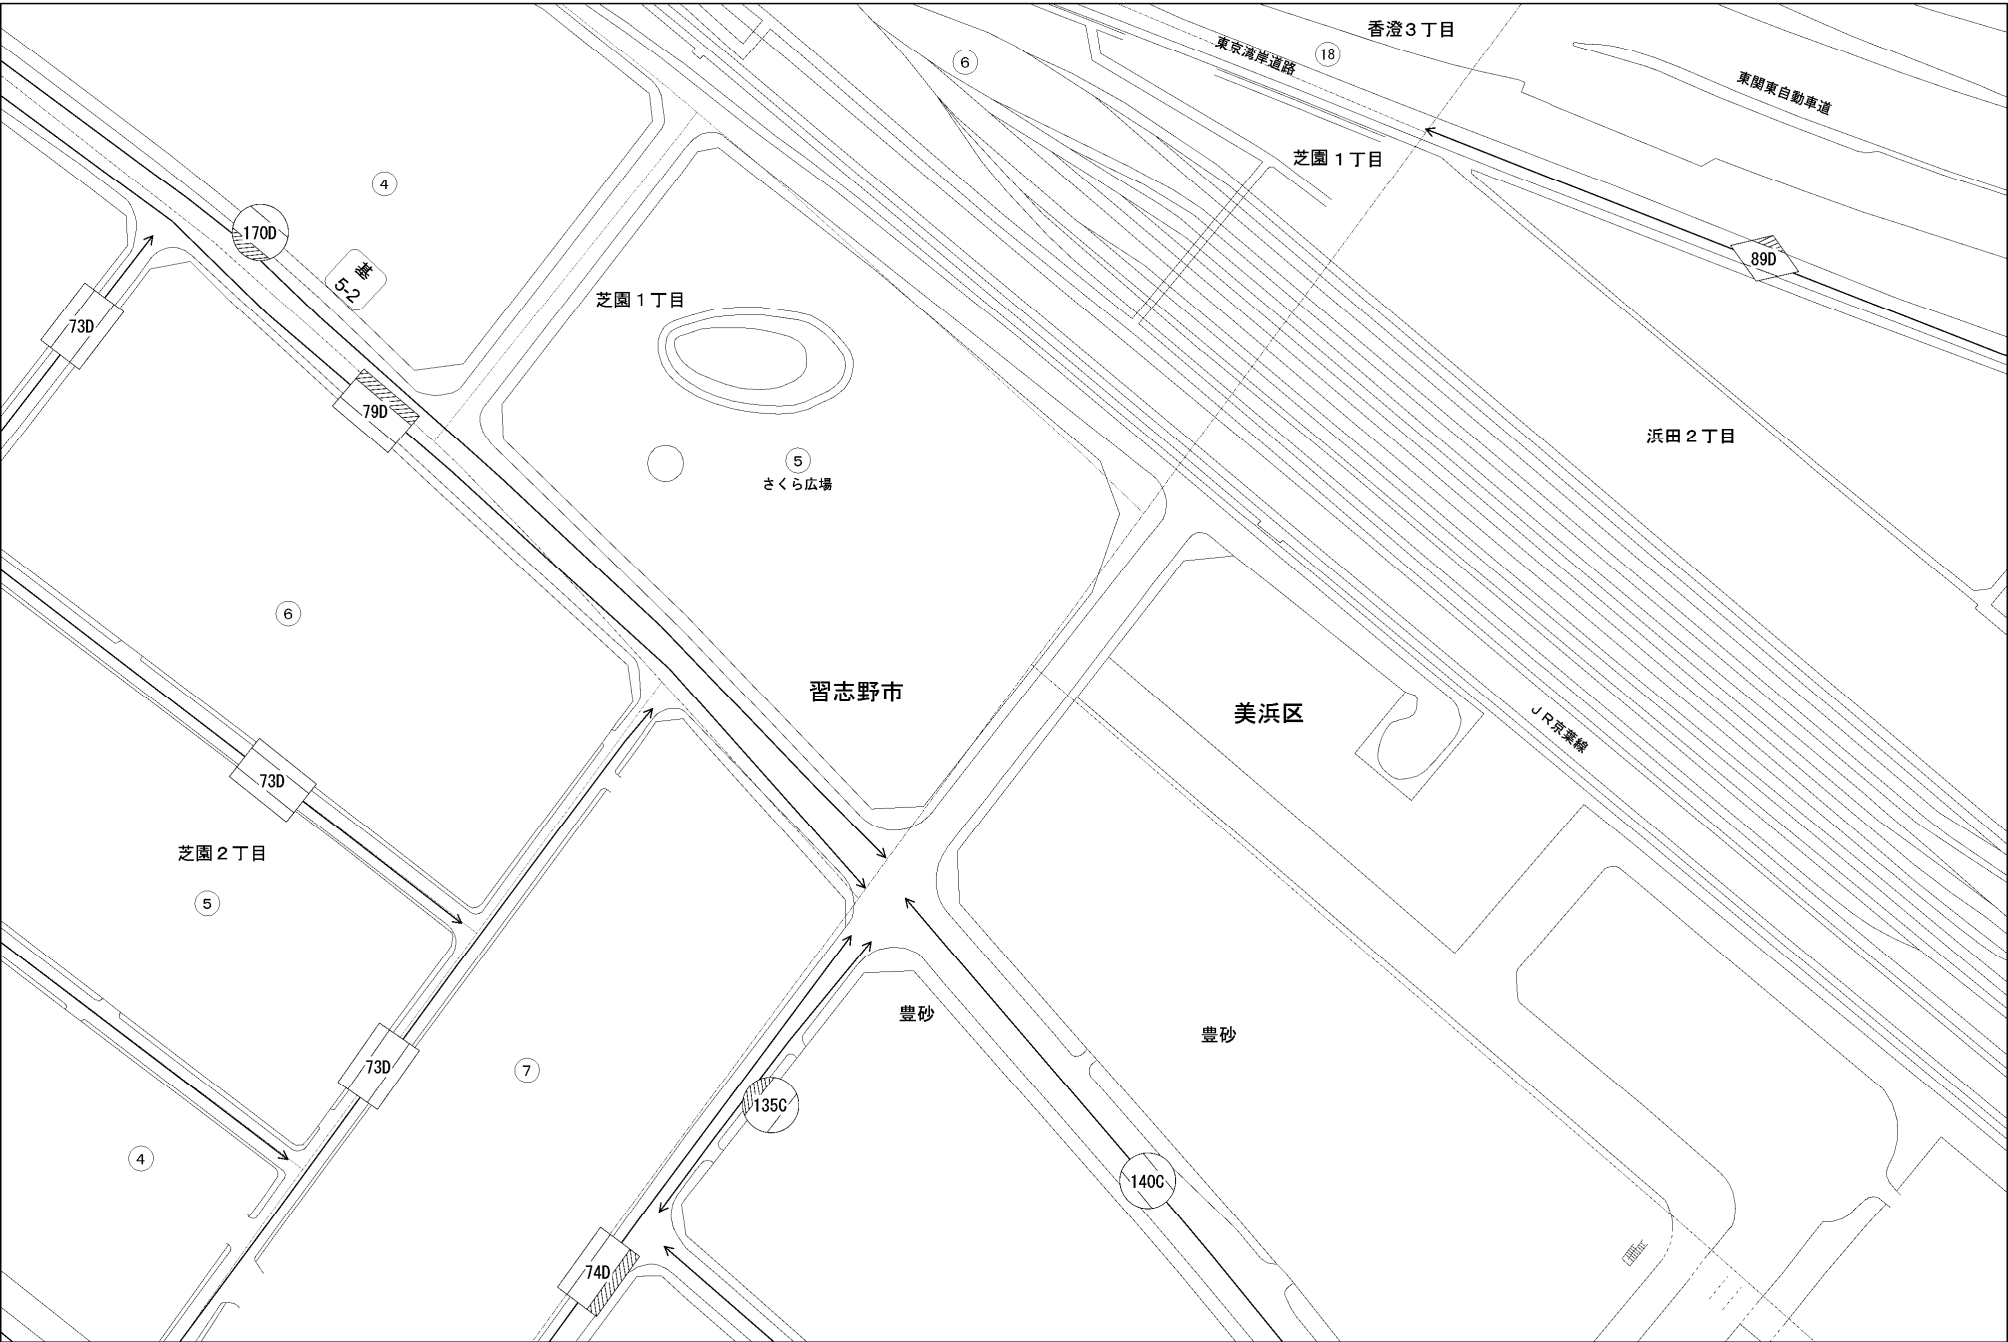 香澄3丁目
東京湾岸道路
18
6
東関東自動車道
芝園1丁目
4
170D
89D
基
5-2
芝園1丁目
73D
79D
浜田2丁目
5
さくら広場
6
習志野市
美浜区
JR京葉線
73D
芝園2丁目
5
豊砂
豊砂
73D
7
135C
4
140C
74D